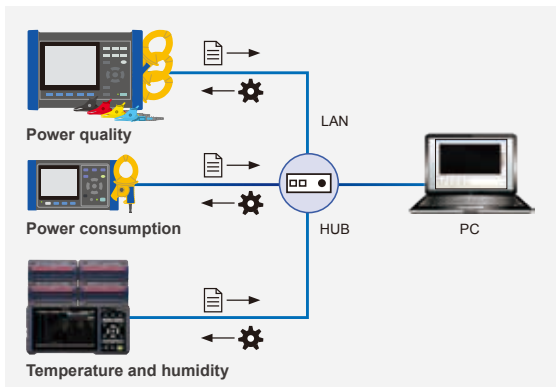 Power quality
LAN
Power consumption
HUB
PC
Temperature and humidity